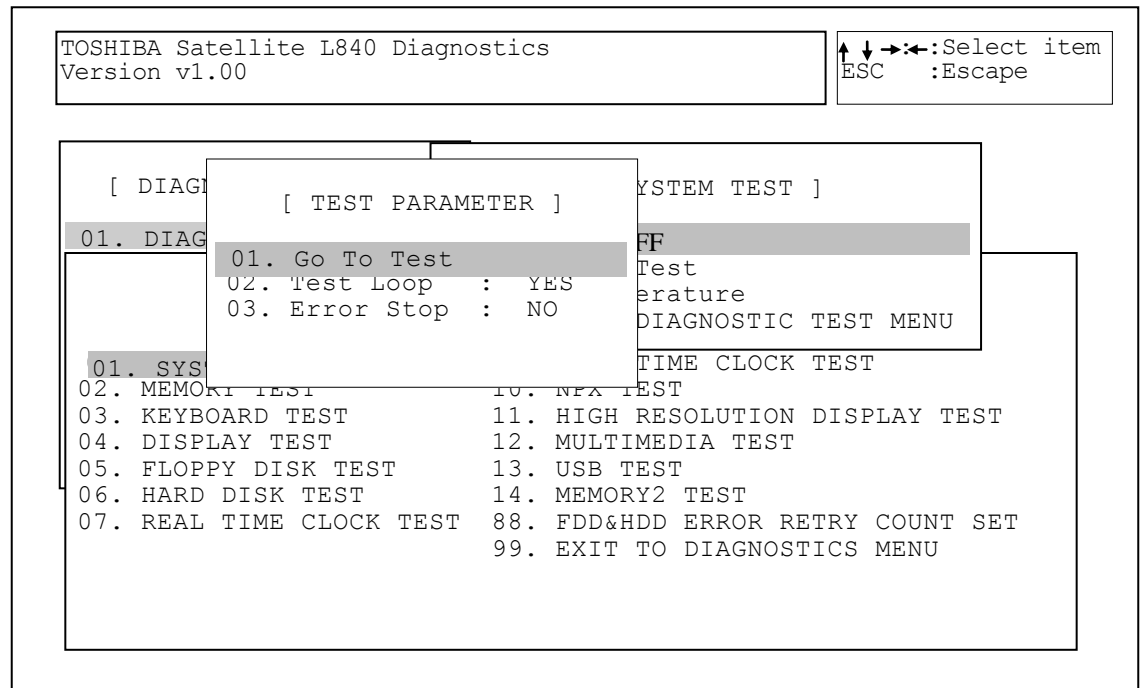 TOSHIBA Satellite L840 Diagnostics
Version v1.00
↑ ↓ →:←:Select item
ESC :Escape
[ DIAGN
[ TEST PARAMETER ]
YSTEM TEST ]
01. DIAG
01. Go To Test
02. Test Loop : YES
03. Error Stop : NO
FF
Test
erature
DIAGNOSTIC TEST MENU
01. SYS
TIME CLOCK TEST
02. MEMORY TEST
10. NPX TEST
03. KEYBOARD TEST
11. HIGH RESOLUTION DISPLAY TEST
04. DISPLAY TEST
12. MULTIMEDIA TEST
05. FLOPPY DISK TEST
13. USB TEST
06. HARD DISK TEST
14. MEMORY2 TEST
07. REAL TIME CLOCK TEST
88. FDD&HDD ERROR RETRY COUNT SET
99. EXIT TO DIAGNOSTICS MENU